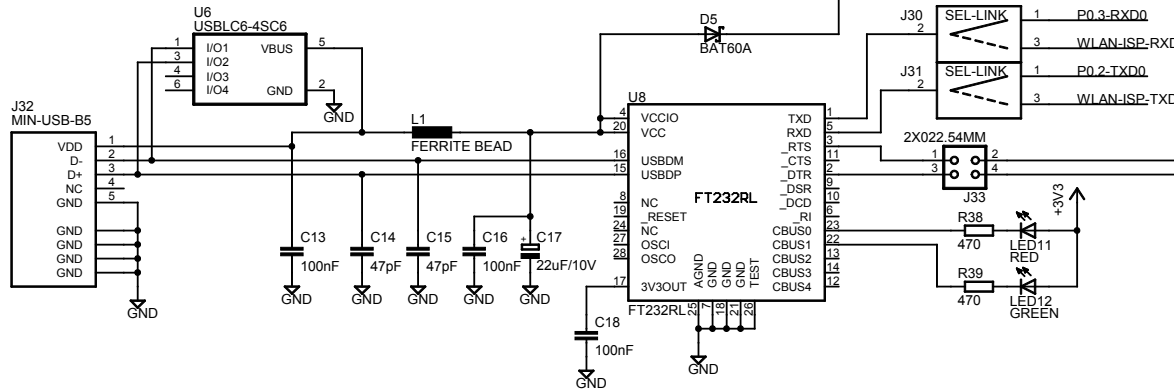 U6
USBLC6-4SC6
1 I/O1 VBUS 5
3 I/O2
4 I/O3
6 I/O4 GND 2
GND
D5
BAT60A
J30
SEL-LINK
2
1 P0.3-RXD0
3 WLAN-ISP-RXD
J31
SEL-LINK
2
1 P0.2-TXD0
3 WLAN-ISP-TXD
J32
MIN-USB-B5
VDD 1
D- 2
D+ 3
NC 4
GND 5
GND
GND
GND
GND
GND
L1
FERRITE BEAD
U8
4 VCCIO TXD 1
20 VCC RXD 5
_RTS 3
16 USBDM _CTS 11
15 USBDP _DTR 2
_DSR 9
8 NC _DCD 10
19 _RESET _RI 6
24 NC CBUS0 23
27 OSCI CBUS1 22
28 OSCO CBUS2 13
CBUS3 14
17 3V3OUT CBUS4 12
FT232RL
AGND GND GND GND TEST
25 7 18 21 26
FT232RL
GND
2X022.54MM
1 2
3 4
J33
+3V3
R38
470
LED11
RED
R39
470
LED12
GREEN
C13
100nF
GND
C14
47pF
GND
C15
47pF
GND
C16
100nF
GND
+
C17
22uF/10V
GND
C18
100nF
GND